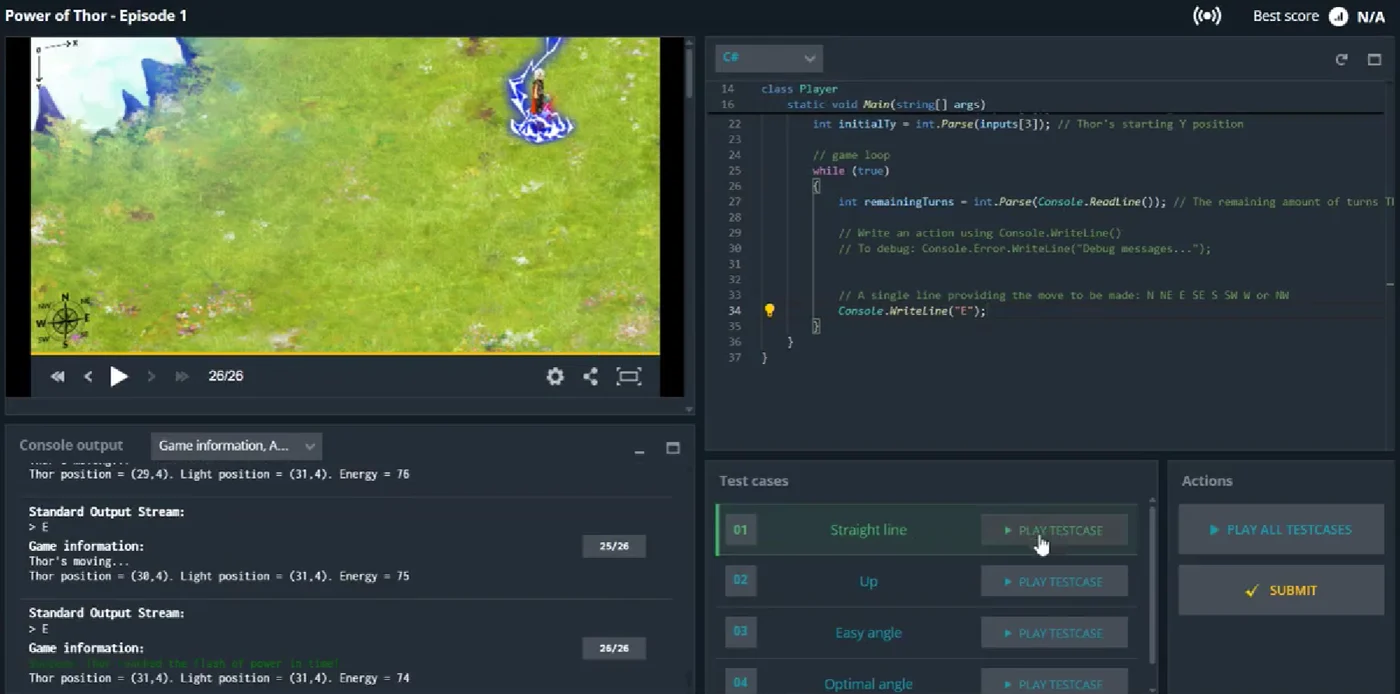 Power of Thor - Episode 1
Best score N/A
X
N
NE
E
SE
S
SW
W
NW
26/26
C#
14 class Player
16 static void Main(string[] args)
22 int initialTy = int.Parse(inputs[3]); // Thor's starting Y position
23
24 // game loop
25 while (true)
26 {
27 int remainingTurns = int.Parse(Console.ReadLine()); // The remaining amount of turns T
28
29 // Write an action using Console.WriteLine()
30 // To debug: Console.Error.WriteLine("Debug messages...");
31
32
33 // A single line providing the move to be made: N NE E SE S SW W or NW
34 Console.WriteLine("E");
35 }
36 }
37 }
Console output
Game information, A...
Thor's moving...
Thor position = (29,4). Light position = (31,4). Energy = 76
Standard Output Stream:
> E
Game information:
25/26
Thor's moving...
Thor position = (30,4). Light position = (31,4). Energy = 75
Standard Output Stream:
> E
Game information:
26/26
Thor position = (31,4). Light position = (31,4). Energy = 74
Test cases
01 Straight line PLAY TESTCASE
02 Up PLAY TESTCASE
03 Easy angle PLAY TESTCASE
04 Optimal angle PLAY TESTCASE
Actions
PLAY ALL TESTCASES
SUBMIT